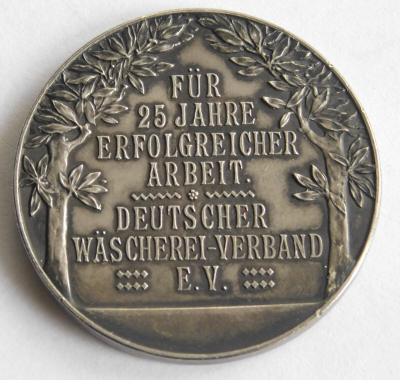 FÜR
25 JAHRE
ERFOLGREICHER
ARBEIT.
DEUTSCHER
WÄSCHEREI-VERBAND
E.V.